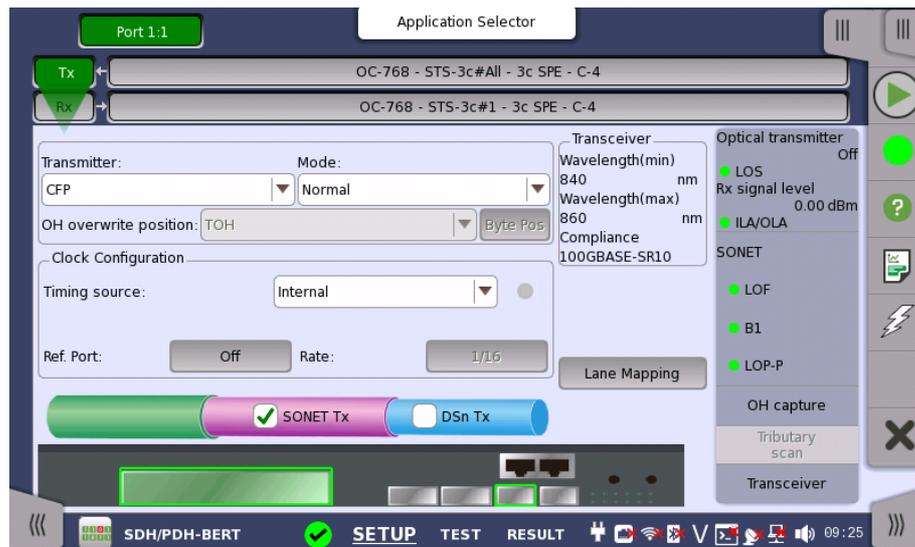 Port 1:1
Application Selector
Tx
OC-768 - STS-3c#All - 3c SPE - C-4
Rx
OC-768 - STS-3c#1 - 3c SPE - C-4
Transmitter:
Mode:
CFP
Normal
OH overwrite position: TOH
Byte Pos
Clock Configuration
Timing source:
Internal
Ref. Port:
Off
Rate:
1/16
Transceiver
Wavelength(min)
840 nm
Wavelength(max)
860 nm
Compliance
100GBASE-SR10
Lane Mapping
Optical transmitter
Off
LOS
Rx signal level
0.00 dBm
ILA/OLA
SONET
LOF
B1
LOP-P
OH capture
Tributary
scan
Transceiver
SONET Tx
DSn Tx
SDH/PDH-BERT
SETUP
TEST
RESULT
V
09:25